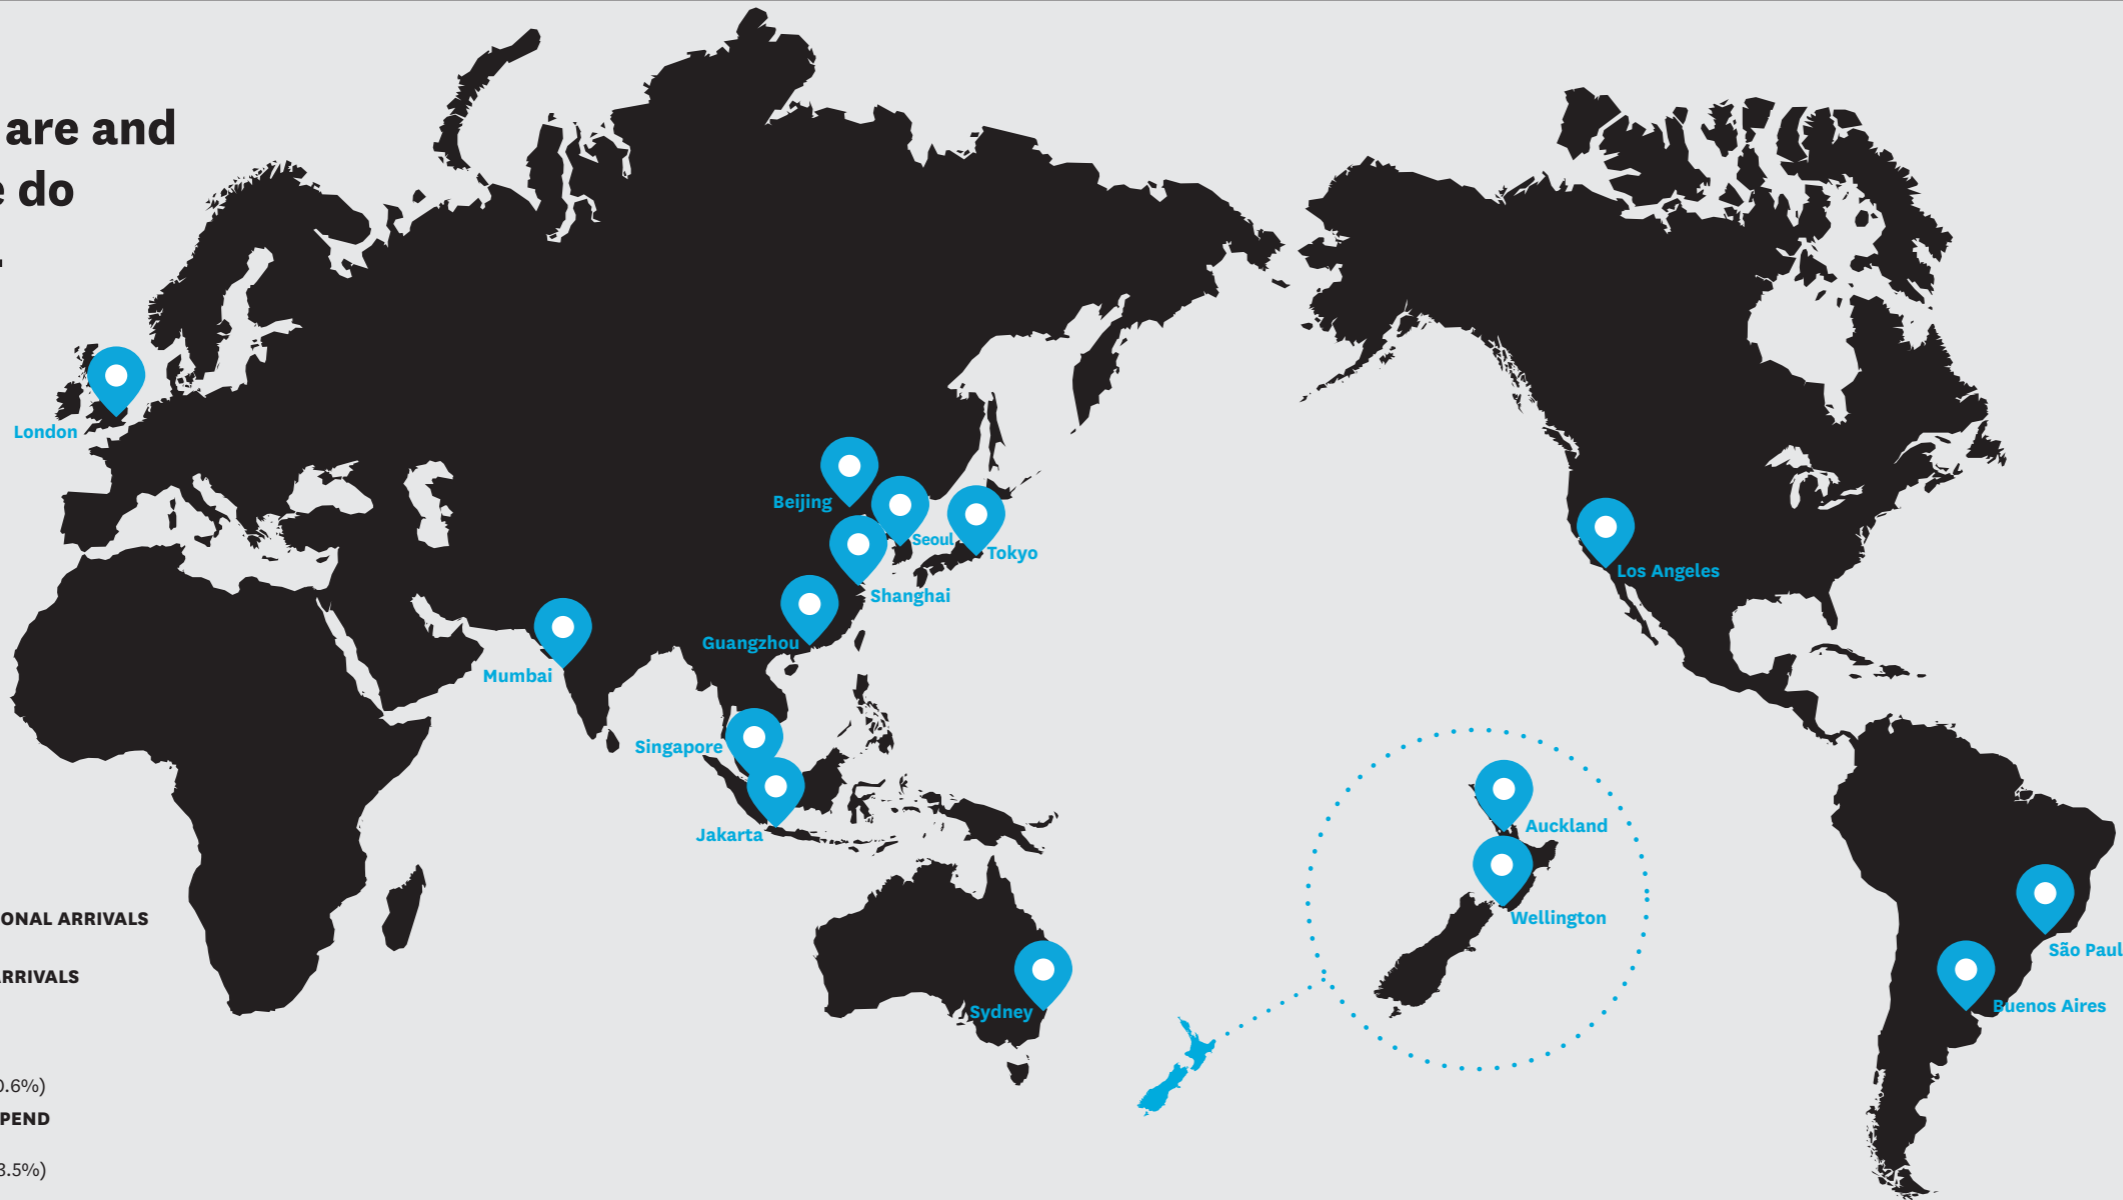 are and
e do
London
Beijing
Seoul
Tokyo
Shanghai
Guangzhou
Mumbai
Singapore
Jakarta
Sydney
Los Angeles
Auckland
Wellington
São Paul
Buenos Aires
ONAL ARRIVALS
RRIVALS
0.6%)
PEND
3.5%)